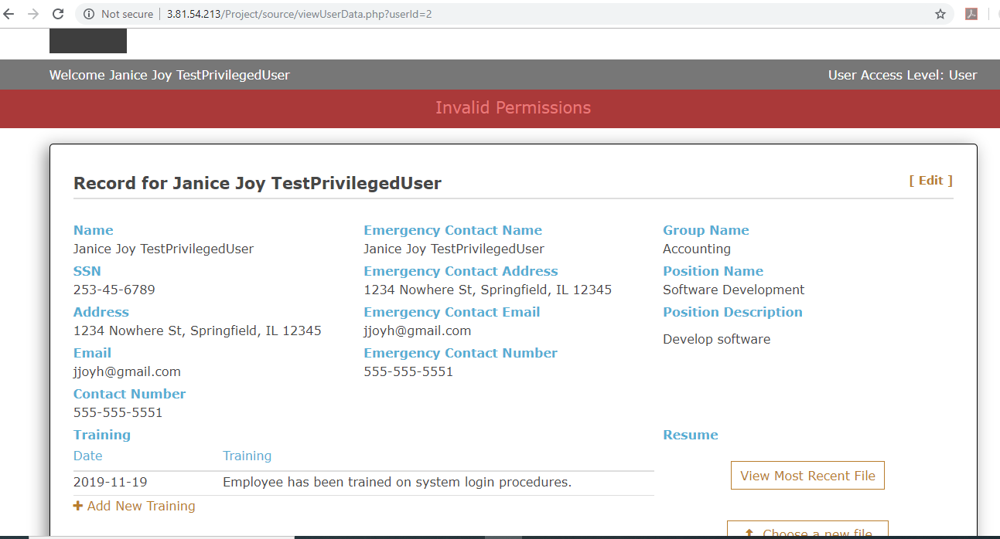 Not secure | 3.81.54.213/Project/source/viewUserData.php?userId=2
Welcome Janice Joy TestPrivilegedUser User Access Level: User
Invalid Permissions
Record for Janice Joy TestPrivilegedUser [ Edit ]
Name Emergency Contact Name Group Name
Janice Joy TestPrivilegedUser Janice Joy TestPrivilegedUser Accounting
SSN Emergency Contact Address Position Name
253-45-6789 1234 Nowhere St, Springfield, IL 12345 Software Development
Address Emergency Contact Email Position Description
1234 Nowhere St, Springfield, IL 12345 jjoyh@gmail.com Develop software
Email Emergency Contact Number
jjoyh@gmail.com 555-555-5551
Contact Number
555-555-5551
Training Resume
Date Training
2019-11-19 Employee has been trained on system login procedures. View Most Recent File
+ Add New Training
Choose a new file